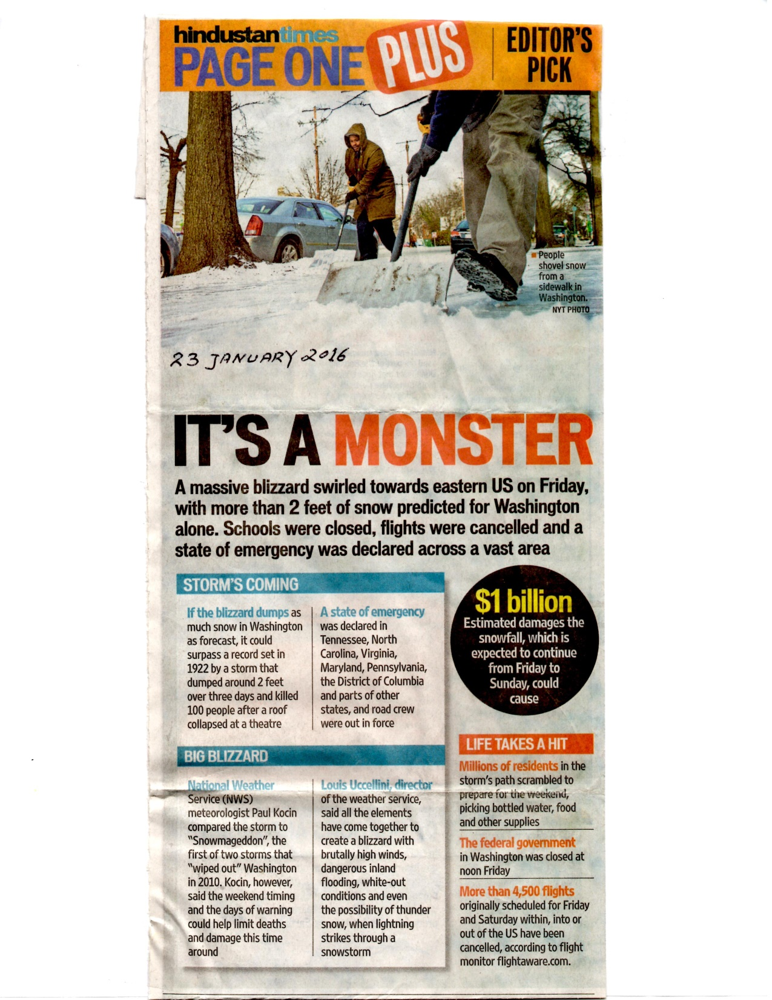 hindustantimes
PAGE ONE PLUS
EDITOR'S
PICK
People
shovel snow
from a
sidewalk in
Washington.
NYT PHOTO
23 JANUARY 2016
IT'S A MONSTER
A massive blizzard swirled towards eastern US on Friday,
with more than 2 feet of snow predicted for Washington
alone. Schools were closed, flights were cancelled and a
state of emergency was declared across a vast area
STORM'S COMING
If the blizzard dumps as
much snow in Washington
as forecast, it could
surpass a record set in
1922 by a storm that
dumped around 2 feet
over three days and killed
100 people after a roof
collapsed at a theatre
A state of emergency
was declared in
Tennessee, North
Carolina, Virginia,
Maryland, Pennsylvania,
the District of Columbia
and parts of other
states, and road crew
were out in force
BIG BLIZZARD
National Weather
Service (NWS)
meteorologist Paul Kocin
compared the storm to
"Snowmageddon", the
first of two storms that
"wiped out" Washington
in 2010. Kocin, however,
said the weekend timing
and the days of warning
could help limit deaths
and damage this time
around
Louis Uccellini, director
of the weather service,
said all the elements
have come together to
create a blizzard with
brutally high winds,
dangerous inland
flooding, white-out
conditions and even
the possibility of thunder
snow, when lightning
strikes through a
snowstorm
$1 billion
Estimated damages the
snowfall, which is
expected to continue
from Friday to
Sunday, could
cause
LIFE TAKES A HIT
Millions of residents in the
storm's path scrambled to
prepare for the weekend,
picking bottled water, food
and other supplies
The federal government
in Washington was closed at
noon Friday
More than 4,500 flights
originally scheduled for Friday
and Saturday within, into or
out of the US have been
cancelled, according to flight
monitor flightaware.com.